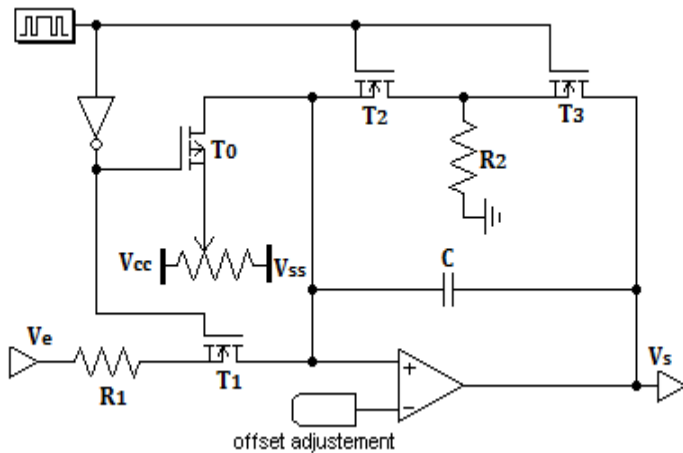 T2
T3
T0
R2
Vcc
Vss
C
Ve
R1
T1
+
−
Vs
offset adjustement